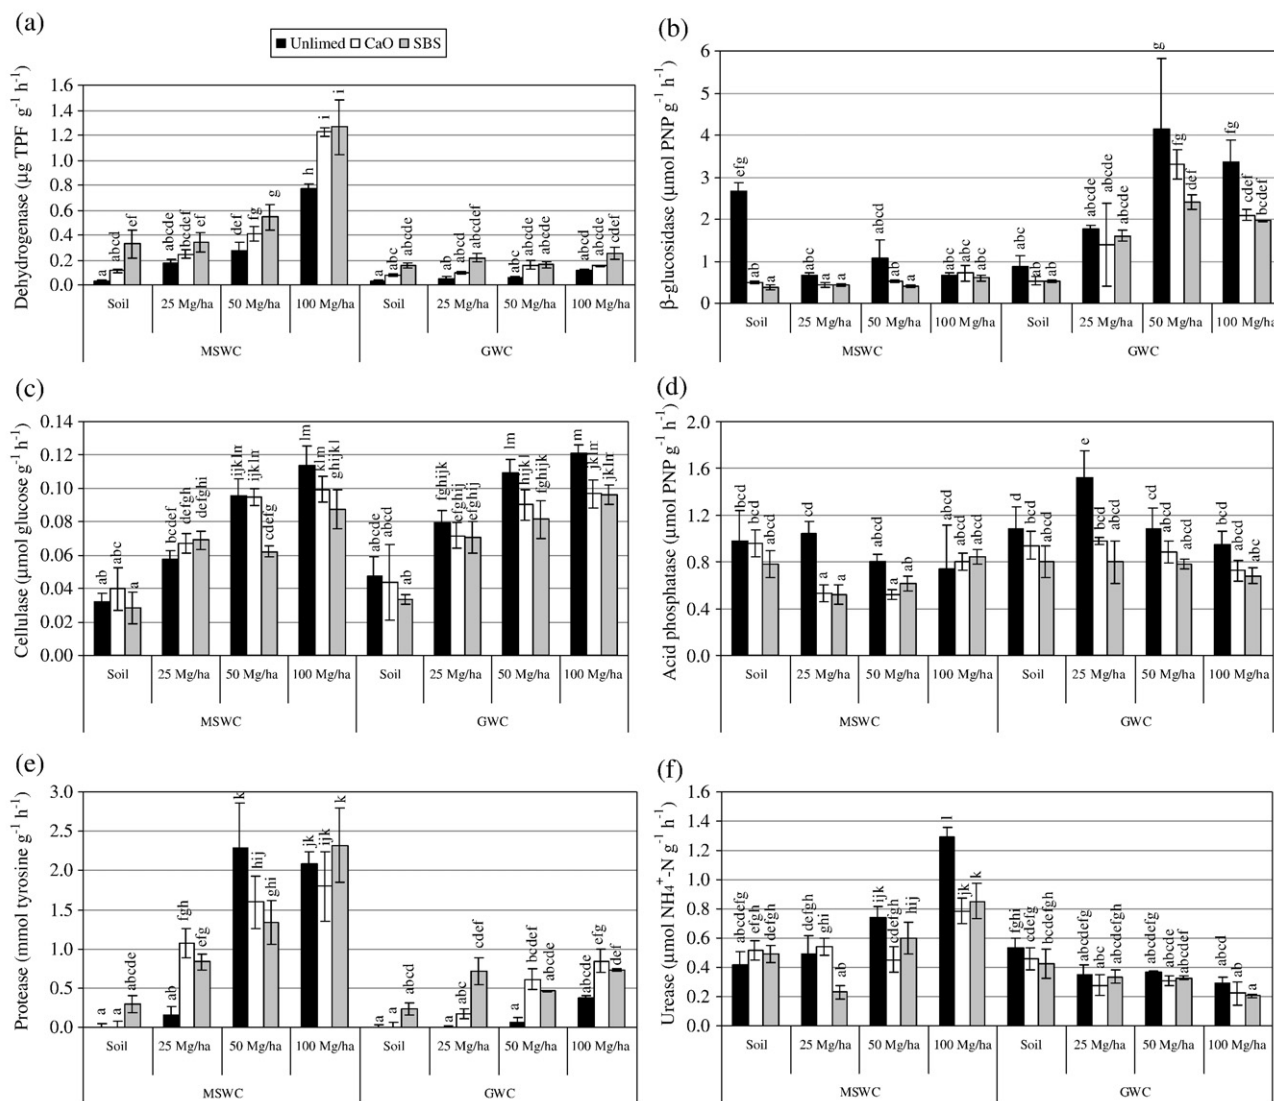 (a)
Unlimed CaO SBS
Dehydrogenase (µg TPF g⁻¹ h⁻¹)
1.6
1.4
1.2
1.0
0.8
0.6
0.4
0.2
0.0
a abcd ef
abcde abcdef ef
def fg g
h i i
a abc abcde
ab abcd abcdef
abc abcde abcde
abcd abcde cdef
Soil 25 Mg/ha 50 Mg/ha 100 Mg/ha Soil 25 Mg/ha 50 Mg/ha 100 Mg/ha
MSWC GWC
(b)
β-glucosidase (µmol PNP g⁻¹ h⁻¹)
6
5
4
3
2
1
0
efg ab a
abc a a
abcd ab a
abc abc abc
abc ab ab
abcde abcde abcde
g fg def
fg cdef bcdef
Soil 25 Mg/ha 50 Mg/ha 100 Mg/ha Soil 25 Mg/ha 50 Mg/ha 100 Mg/ha
MSWC GWC
(c)
Cellulase (µmol glucose g⁻¹ h⁻¹)
0.14
0.12
0.10
0.08
0.06
0.04
0.02
0.00
ab abc a
bcdef defgh defghi
ijklm ijklm cdefg
lm klm ghijkl
abcde abcd ab
fghijk efghij efghij
lm hijkl fghijk
m jklm jklm
Soil 25 Mg/ha 50 Mg/ha 100 Mg/ha Soil 25 Mg/ha 50 Mg/ha 100 Mg/ha
MSWC GWC
(d)
Acid phosphatase (µmol PNP g⁻¹ h⁻¹)
2.0
1.6
1.2
0.8
0.4
0.0
bcd bcd abcd
cd a a
abcd a ab
abcd abcd abcd
d bcd abcd
e bcd abcd
cd abcd abcd
bcd abcd abc
Soil 25 Mg/ha 50 Mg/ha 100 Mg/ha Soil 25 Mg/ha 50 Mg/ha 100 Mg/ha
MSWC GWC
(e)
Protease (mmol tyrosine g⁻¹ h⁻¹)
3.0
2.5
2.0
1.5
1.0
0.5
0.0
a a abcde
ab fgh efg
k hij ghi
jk ijk k
a a abcd
a abc cdef
a bcdef abcde
abcde efg def
Soil 25 Mg/ha 50 Mg/ha 100 Mg/ha Soil 25 Mg/ha 50 Mg/ha 100 Mg/ha
MSWC GWC
(f)
Urease (µmol NH₄⁺-N g⁻¹ h⁻¹)
1.6
1.4
1.2
1.0
0.8
0.6
0.4
0.2
0.0
abcdefg efgh defgh
defgh ghi ab
ijk cdefgh hij
l ijk k
fghi cdefg bcdefgh
abcdefg abc abcdefgh
abcdefg abcd abcdef
abcd ab a
Soil 25 Mg/ha 50 Mg/ha 100 Mg/ha Soil 25 Mg/ha 50 Mg/ha 100 Mg/ha
MSWC GWC